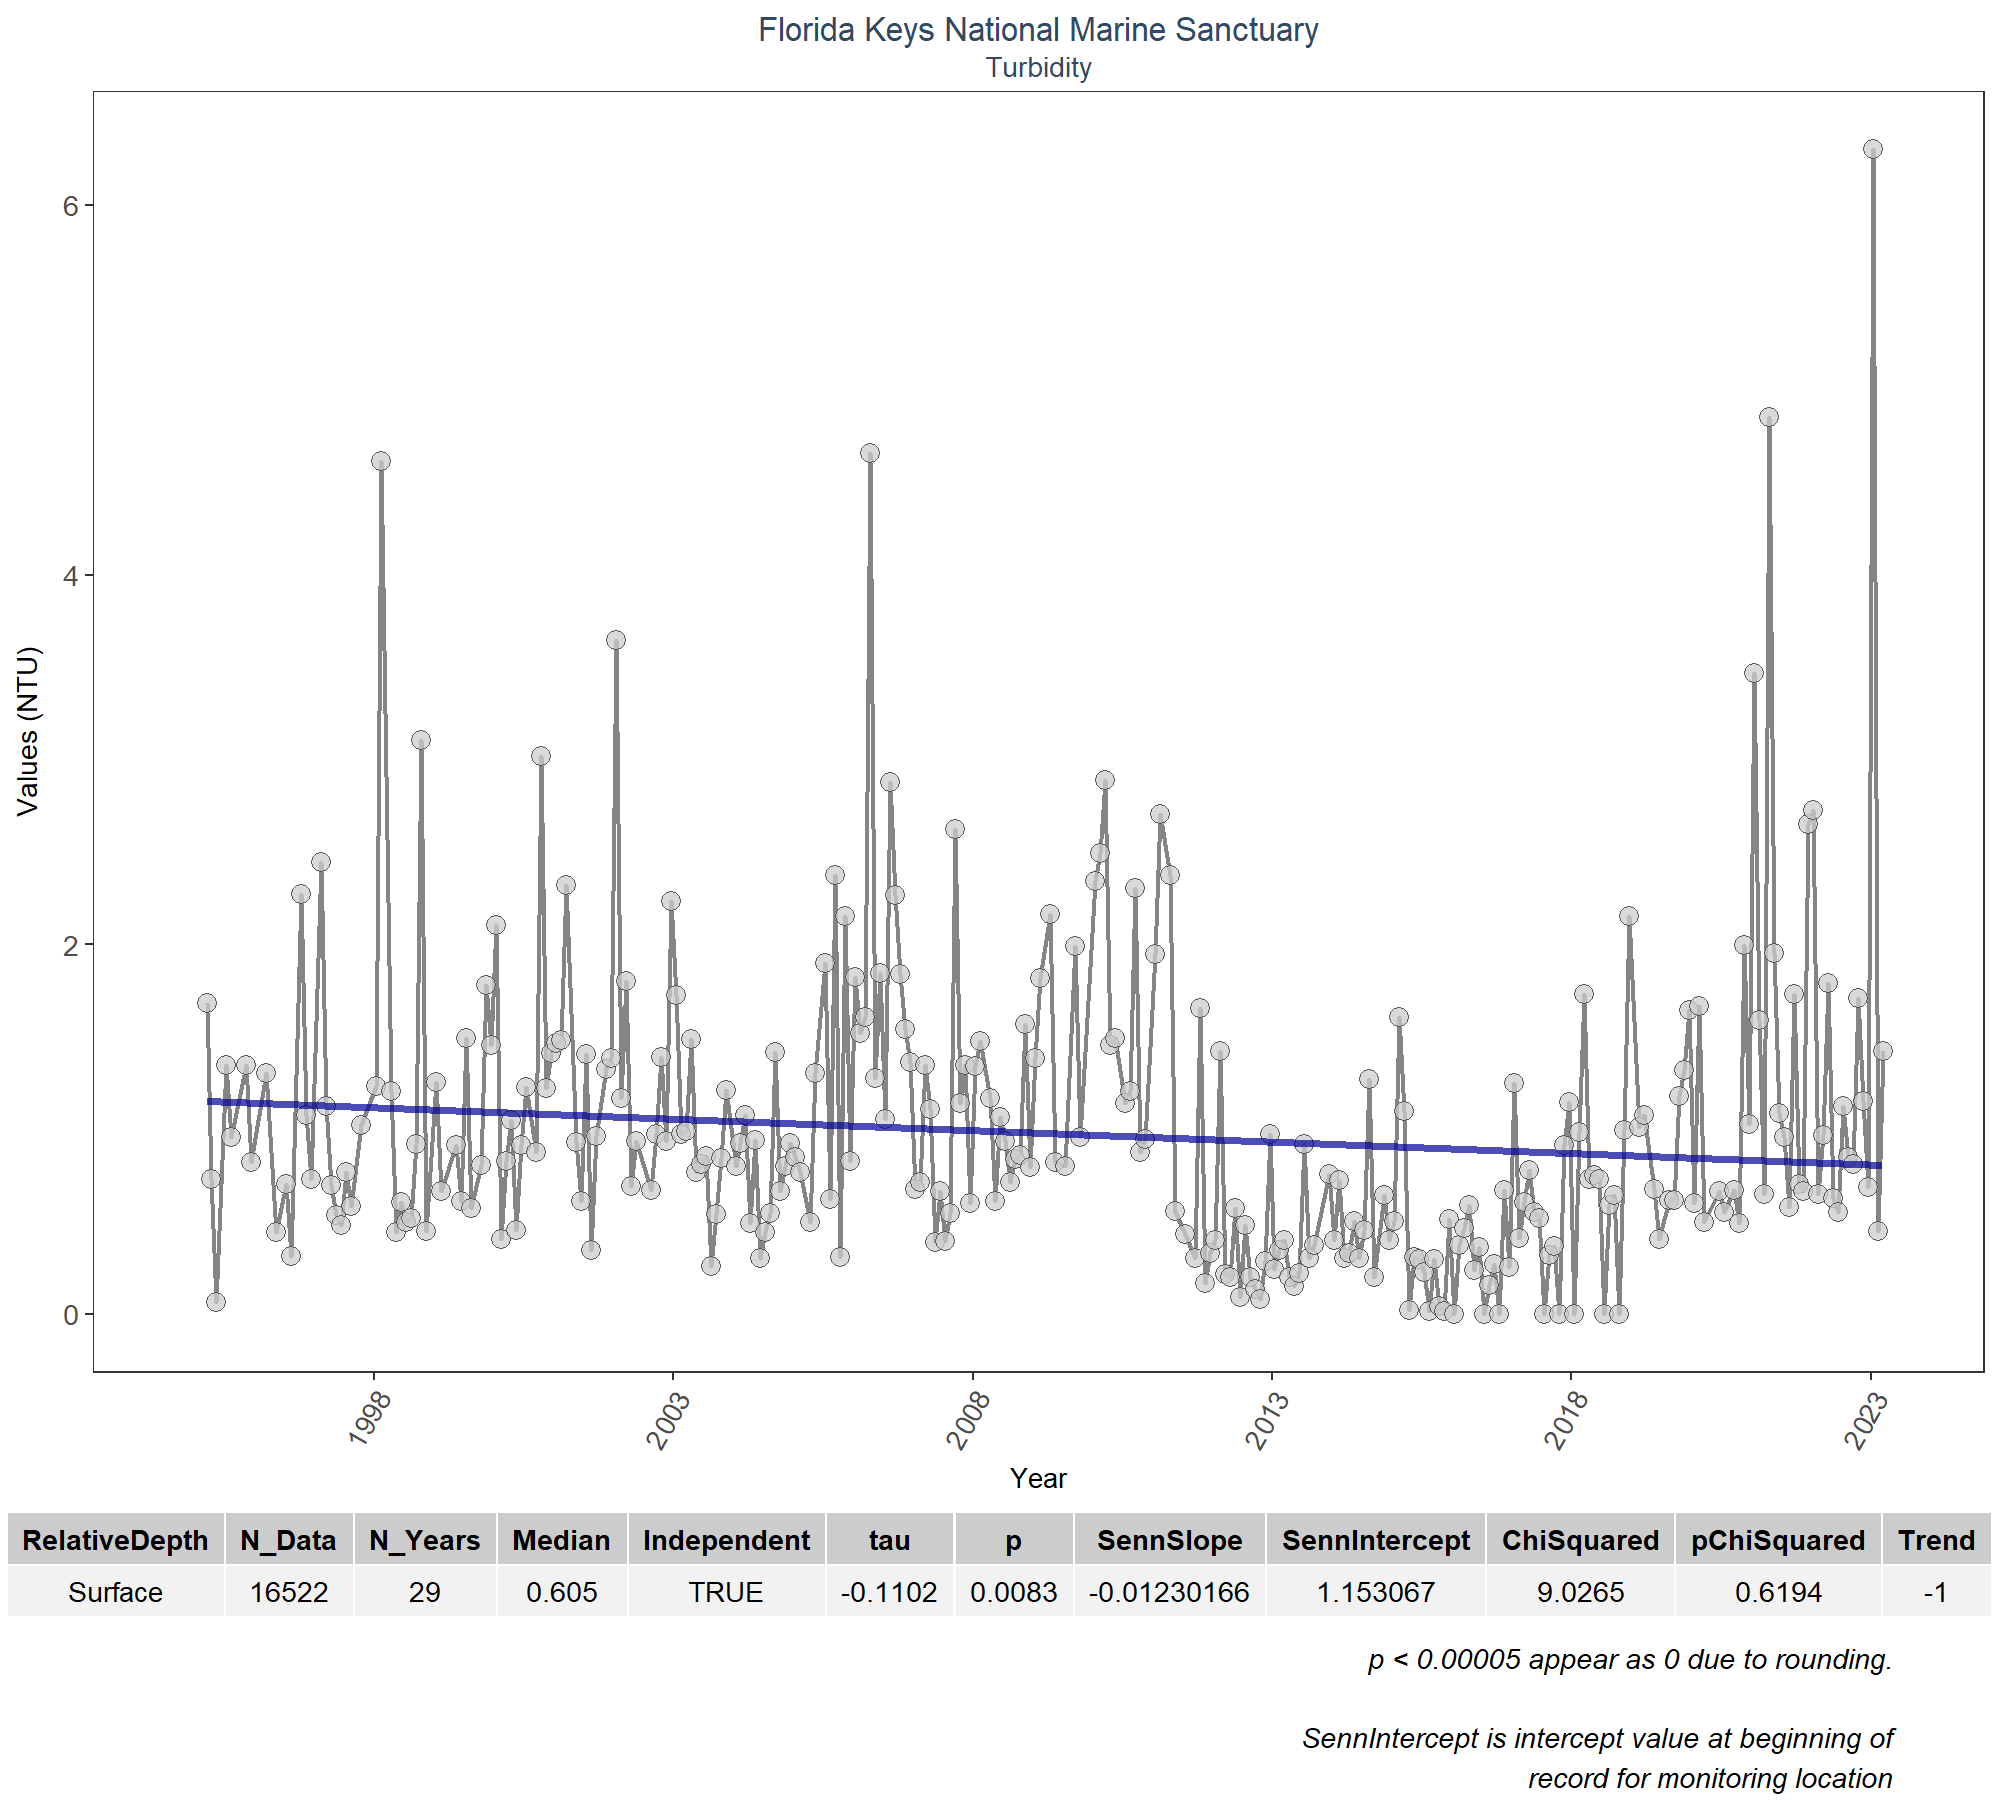 Florida Keys National Marine Sanctuary
Turbidity
Values (NTU)
6
4
2
0
1998 2003 2008 2013 2018 2023
Year
RelativeDepth N_Data N_Years Median Independent tau p SennSlope SennIntercept ChiSquared pChiSquared Trend
Surface 16522 29 0.605 TRUE -0.1102 0.0083 -0.01230166 1.153067 9.0265 0.6194 -1
p < 0.00005 appear as 0 due to rounding.
SennIntercept is intercept value at beginning of
record for monitoring location